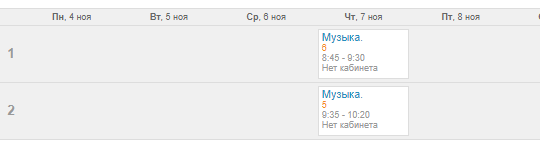 Пн, 4 ноя Вт, 5 ноя Ср, 6 ноя Чт, 7 ноя Пт, 8 ноя
1
Музыка.
6
8:45 - 9:30
Нет кабинета
2
Музыка.
5
9:35 - 10:20
Нет кабинета